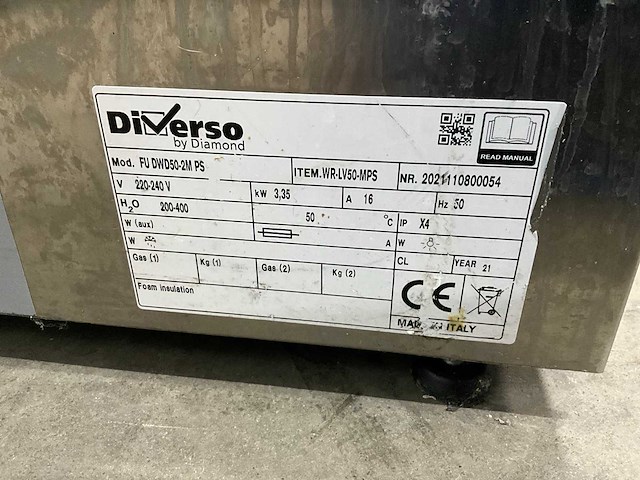 DiVerso
by Diamond
READ MANUAL
Mod. FU DWD50-2M PS ITEM.WR-LV50-MPS NR. 2021110800054
V 220-240 V kW 3,35 A 16 Hz 50
H2O 200-400 50 °C IP X4
W (aux) A W
W
Gas (1) Kg (1) Gas (2) Kg (2) CL YEAR 21
Foam insulation
CE
MADE IN ITALY